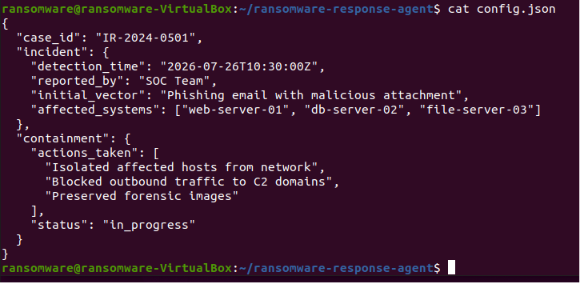 ransomware@ransomware-VirtualBox:~/ransomware-response-agent$ cat config.json
{
  "case_id": "IR-2024-0501",
  "incident": {
    "detection_time": "2026-07-26T10:30:00Z",
    "reported_by": "SOC Team",
    "initial_vector": "Phishing email with malicious attachment",
    "affected_systems": ["web-server-01", "db-server-02", "file-server-03"]
  },
  "containment": {
    "actions_taken": [
      "Isolated affected hosts from network",
      "Blocked outbound traffic to C2 domains",
      "Preserved forensic images"
    ],
    "status": "in_progress"
  }
}
ransomware@ransomware-VirtualBox:~/ransomware-response-agent$